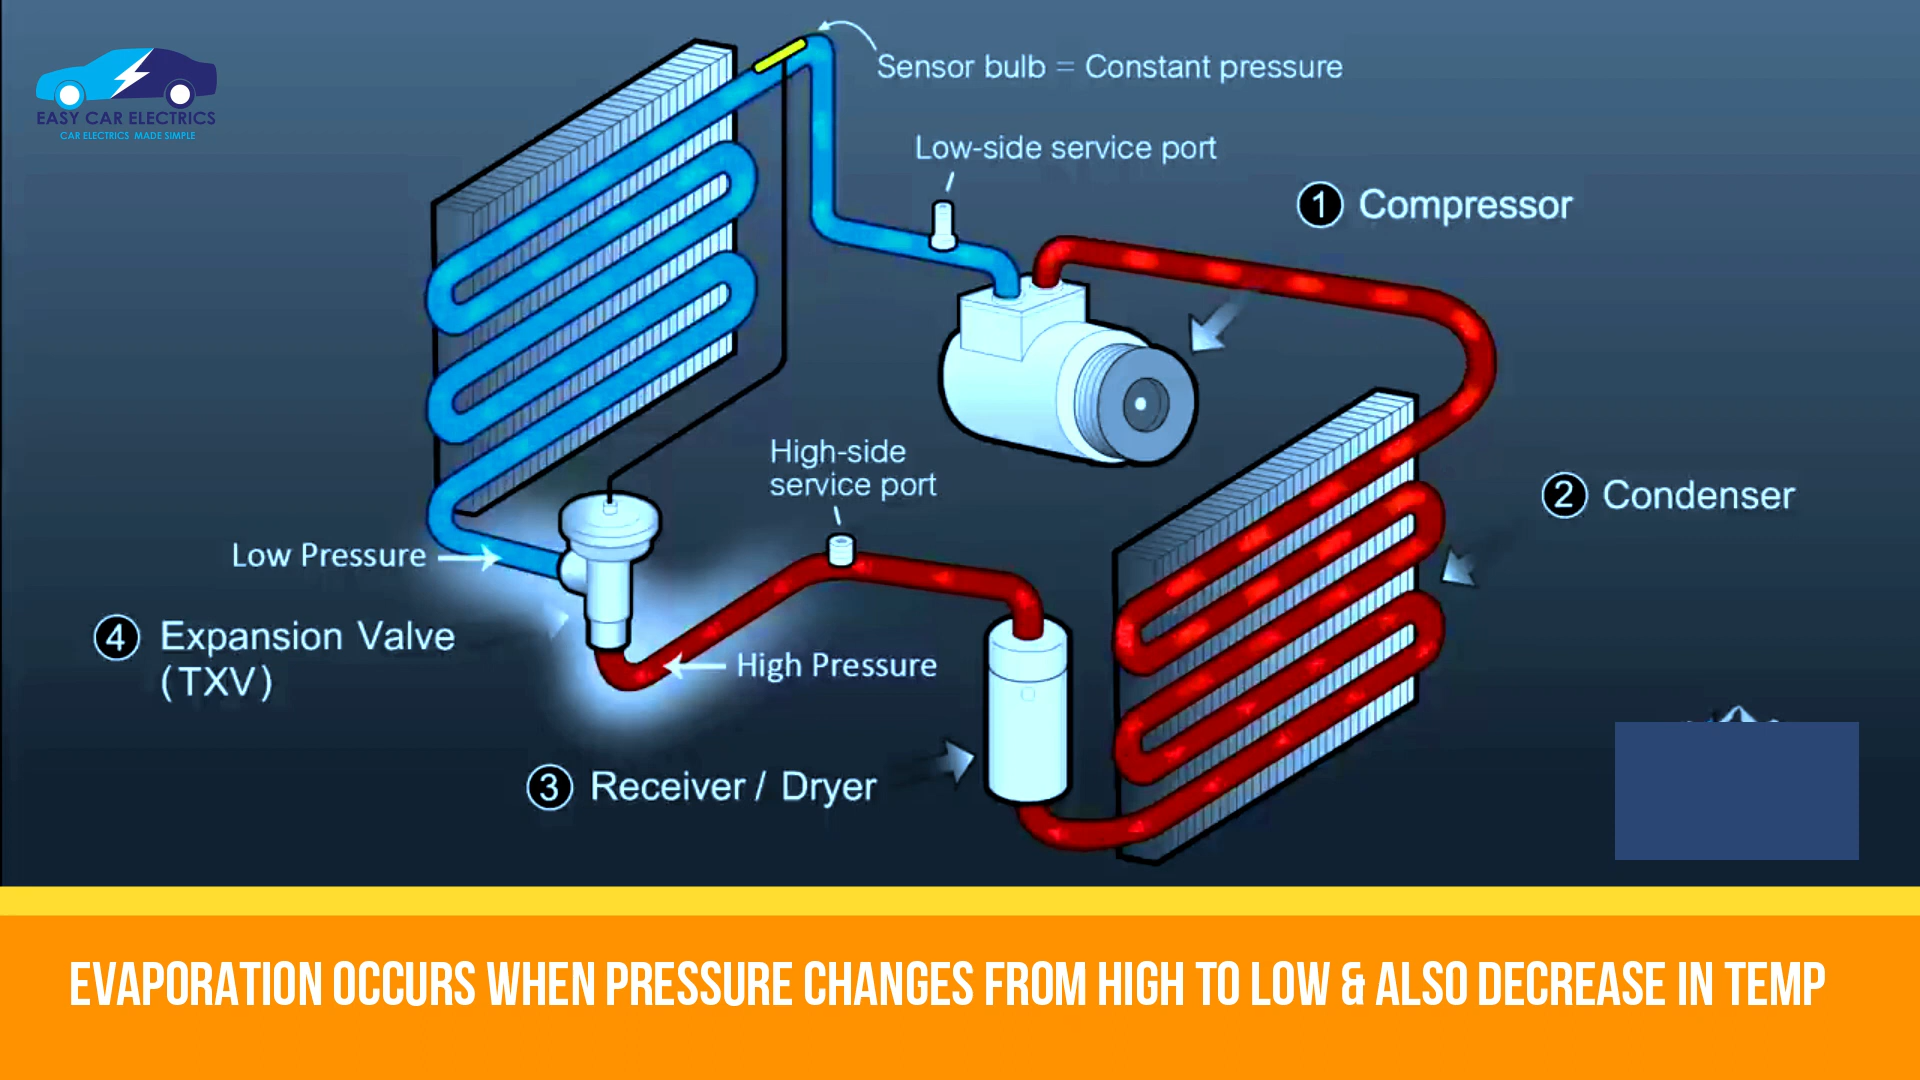 EASY CAR ELECTRICS
CAR ELECTRICS MADE SIMPLE
Sensor bulb = Constant pressure
Low-side service port
1 Compressor
High-side
service port
2 Condenser
Low Pressure
4 Expansion Valve
(TXV)
High Pressure
3 Receiver / Dryer
EVAPORATION OCCURS WHEN PRESSURE CHANGES FROM HIGH TO LOW & ALSO DECREASE IN TEMP